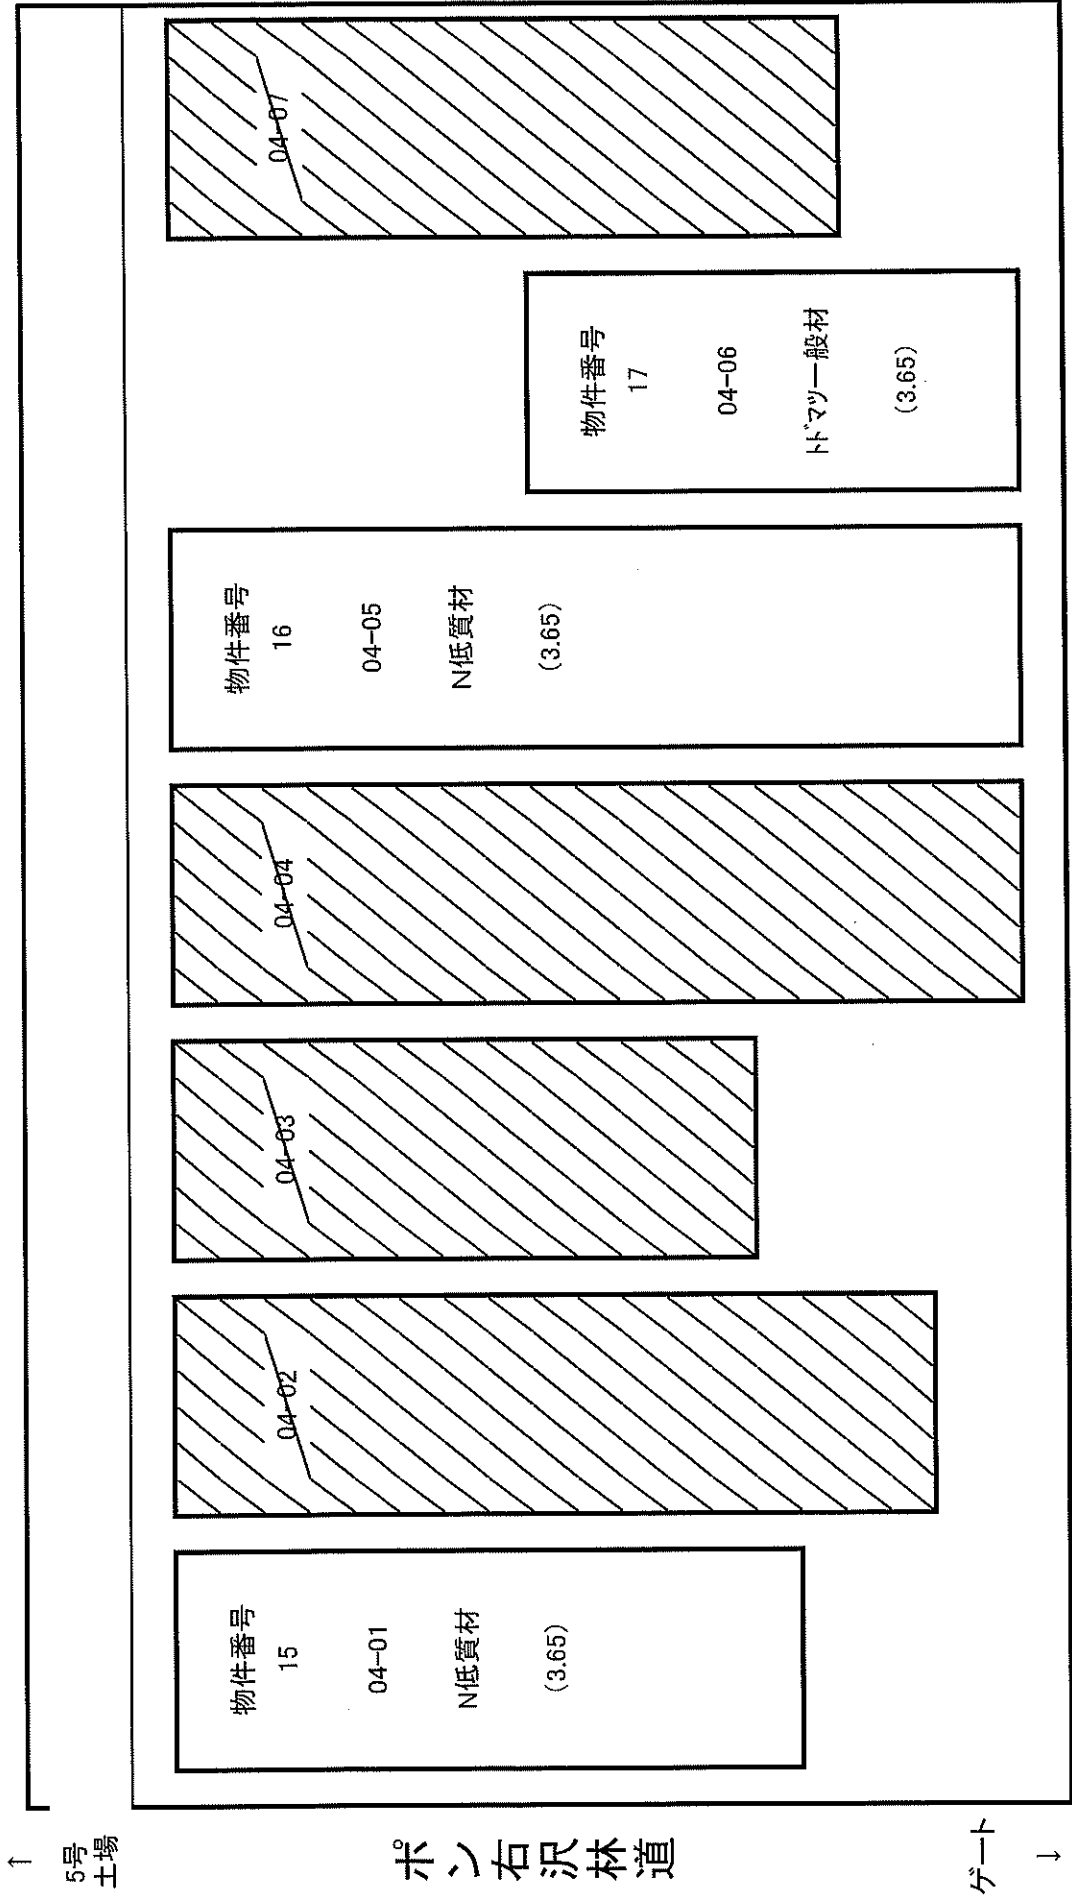 ↑
5号
土場
ポン右沢林道
ゲート
↓
物件番号
15
04-01
N低質材
(3.65)
04-02
04-03
04-04
物件番号
16
04-05
N低質材
(3.65)
物件番号
17
04-06
トドマツ一般材
(3.65)
04-07